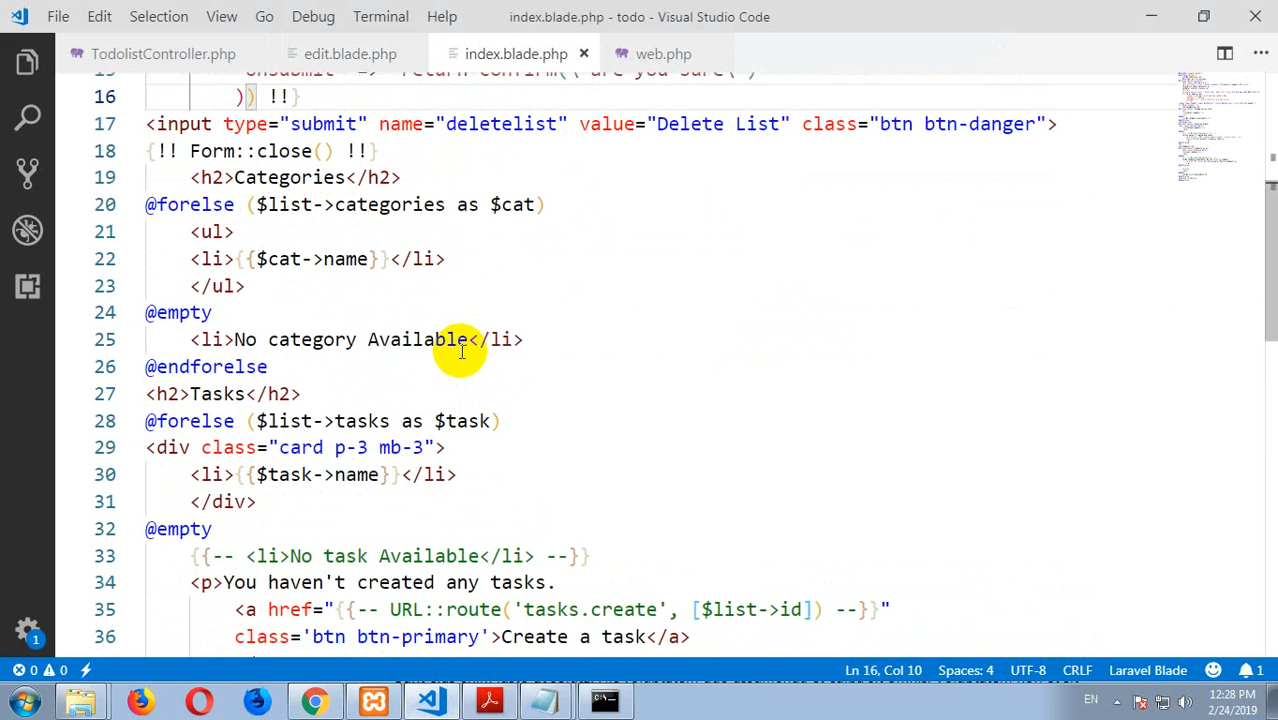 File Edit Selection View Go Debug Terminal Help
index.blade.php - todo - Visual Studio Code
TodolistController.php edit.blade.php index.blade.php web.php
16 )) !!}
17 <input type="submit" name="deletelist" value="Delete List" class="btn btn-danger">
18 {!! Form::close() !!}
19 <h2>Categories</h2>
20 @forelse ($list->categories as $cat)
21 <ul>
22 <li>{{$cat->name}}</li>
23 </ul>
24 @empty
25 <li>No category Available</li>
26 @endforelse
27 <h2>Tasks</h2>
28 @forelse ($list->tasks as $task)
29 <div class="card p-3 mb-3">
30 <li>{{$task->name}}</li>
31 </div>
32 @empty
33 {{-- <li>No task Available</li> --}}
34 <p>You haven't created any tasks.
35 <a href="{{-- URL::route('tasks.create', [$list->id]) --}}"
36 class='btn btn-primary'>Create a task</a>
1
0 0 Ln 16, Col 10 Spaces: 4 UTF-8 CRLF Laravel Blade 1
EN 12:28 PM
2/24/2019